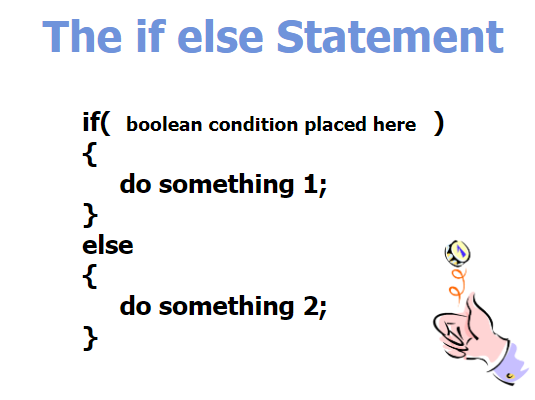 The if else Statement
if( boolean condition placed here )
{
do something 1;
}
else
{
do something 2;
}